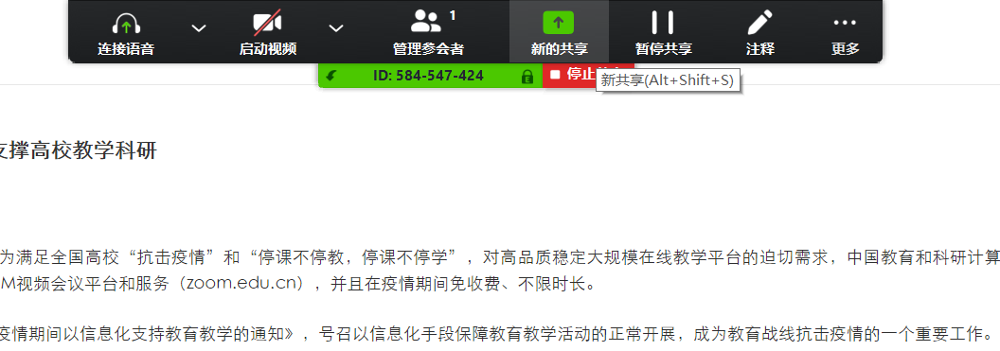 1
连接语音 启动视频 管理参会者 新的共享 暂停共享 注释 更多
ID: 584-547-424 停止
新共享(Alt+Shift+S)
支撑高校教学科研
为满足全国高校“抗击疫情”和“停课不停教，停课不停学”，对高品质稳定大规模在线教学平台的迫切需求，中国教育和科研计算
M视频会议平台和服务（zoom.edu.cn），并且在疫情期间免收费、不限时长。
疫情期间以信息化支持教育教学的通知》，号召以信息化手段保障教育教学活动的正常开展，成为教育战线抗击疫情的一个重要工作。